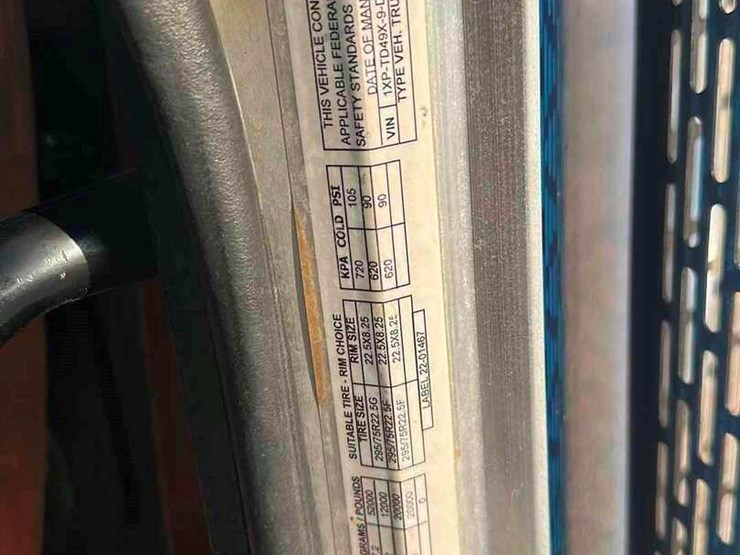 GRAMS / POUNDS
52000
12000
20000
20000
0
SUITABLE TIRE - RIM CHOICE
TIRE SIZE RIM SIZE KPA COLD PSI
295/75R22.5G 22.5X8.25 720 105
295/75R22.5F 22.5X8.25 620 90
295/75R22.5F 22.5X8.25 620 90
LABEL 22-01467
THIS VEHICLE CON
APPLICABLE FEDERA
SAFETY STANDARDS
DATE OF MAN
VIN 1XP-TD49X-9-D
TYPE VEH. TRU